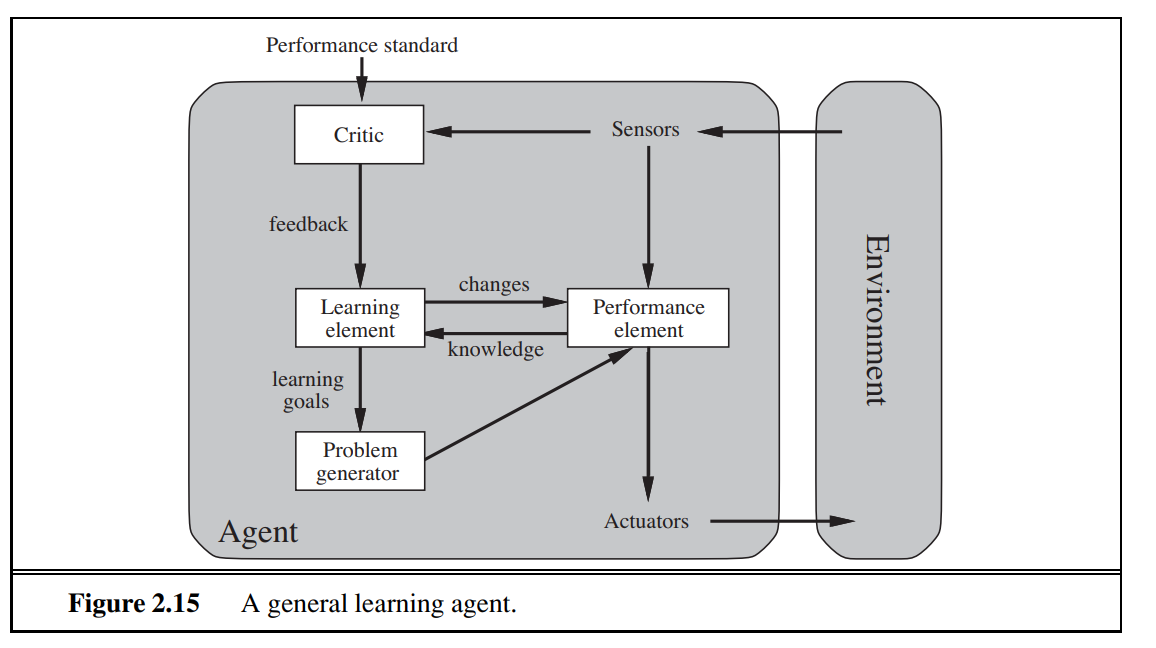 Performance standard
Critic
Sensors
feedback
Learning
element
changes
knowledge
Performance
element
Environment
learning
goals
Problem
generator
Agent
Actuators
Figure 2.15 A general learning agent.